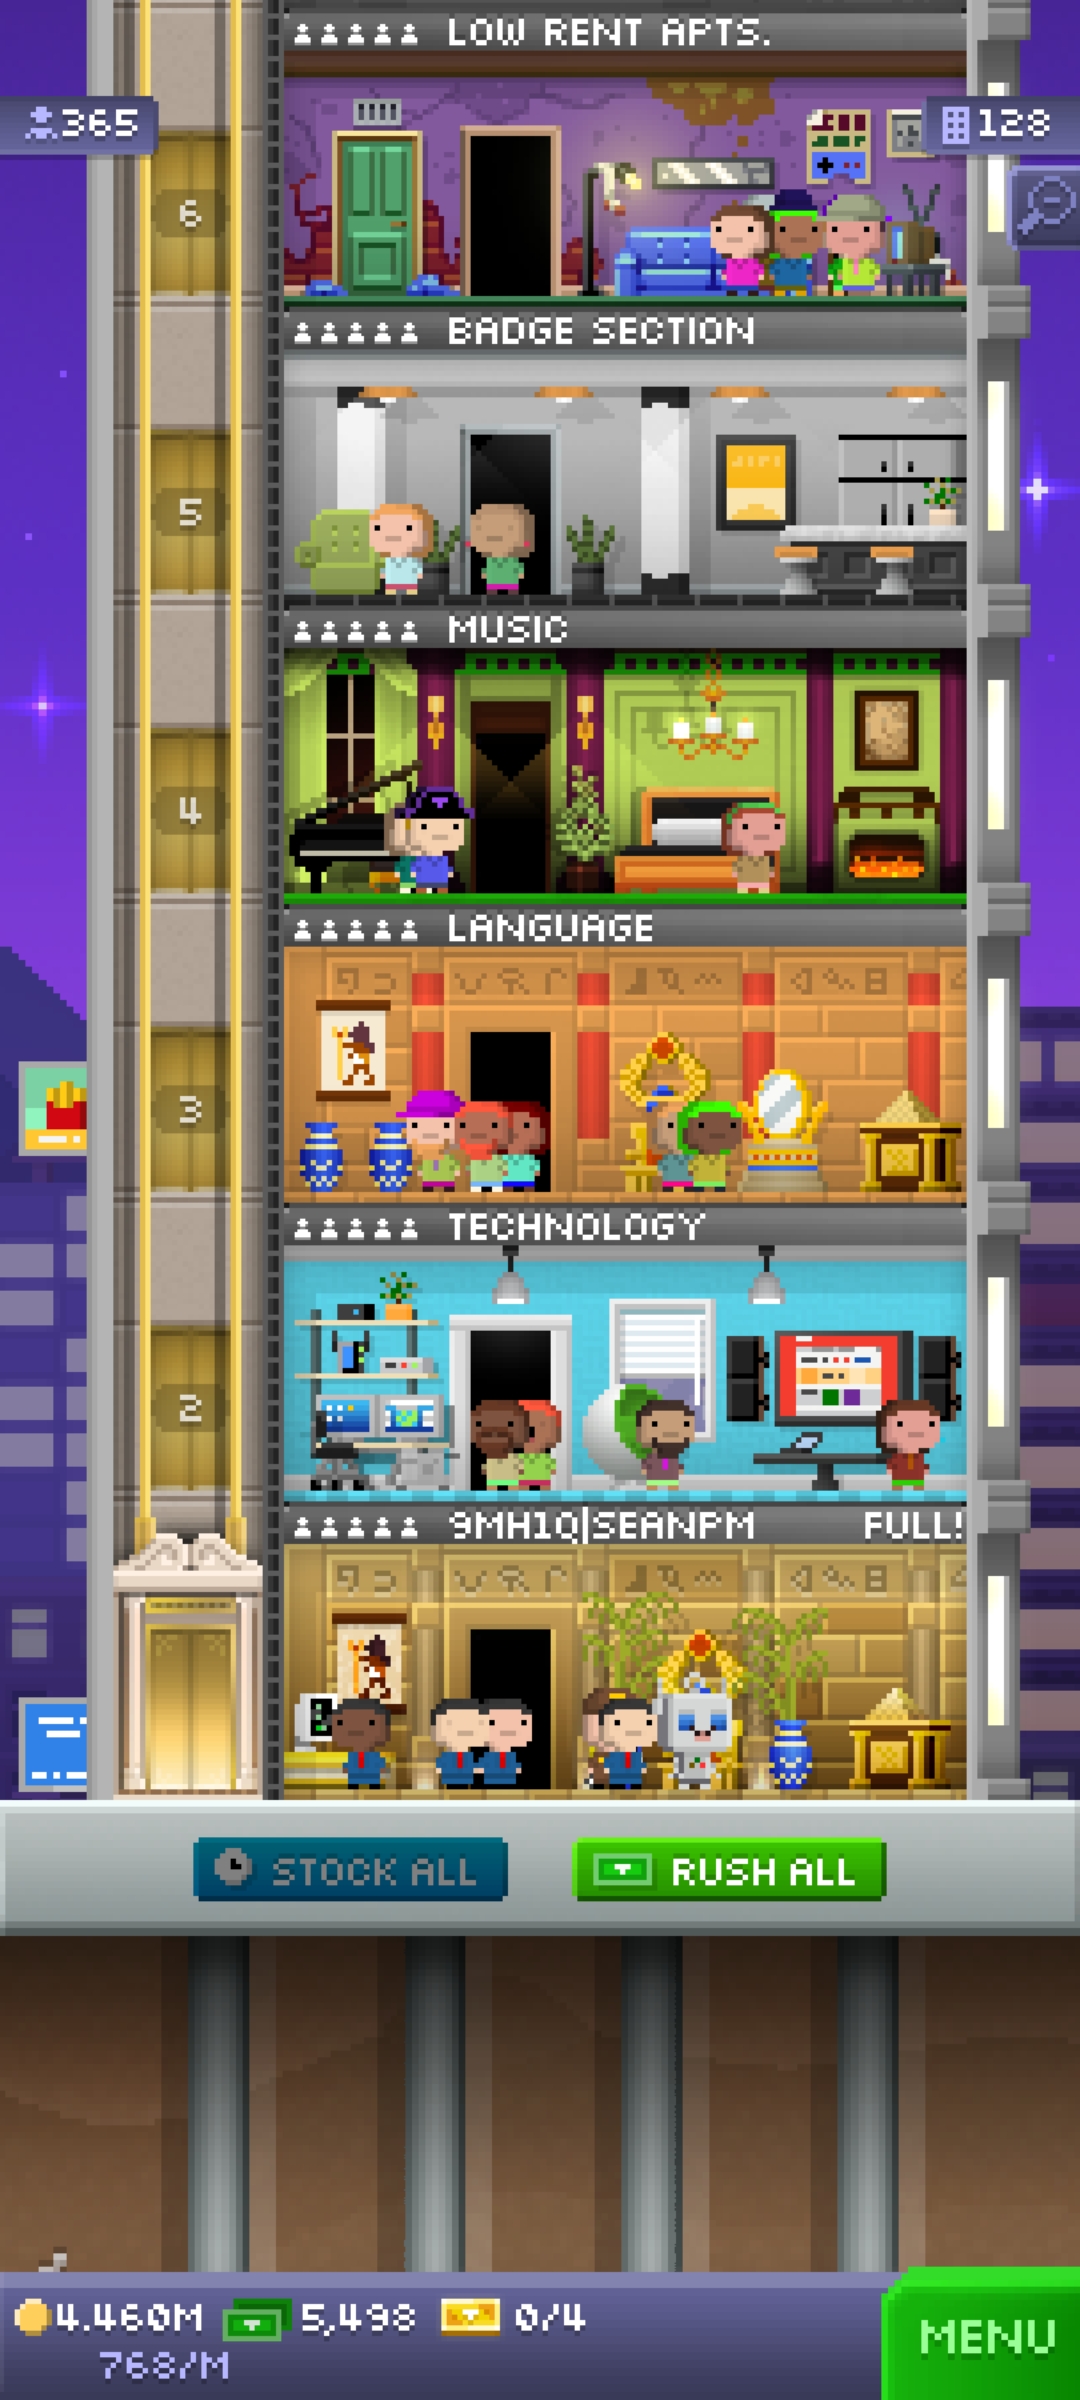 LOW RENT APTS.
365
128
6
BADGE SECTION
5
MUSIC
4
LANGUAGE
3
TECHNOLOGY
2
9MH1Q|SEANPM FULL!
STOCK ALL
RUSH ALL
4.460M 5,498 0/4
768/M
MENU